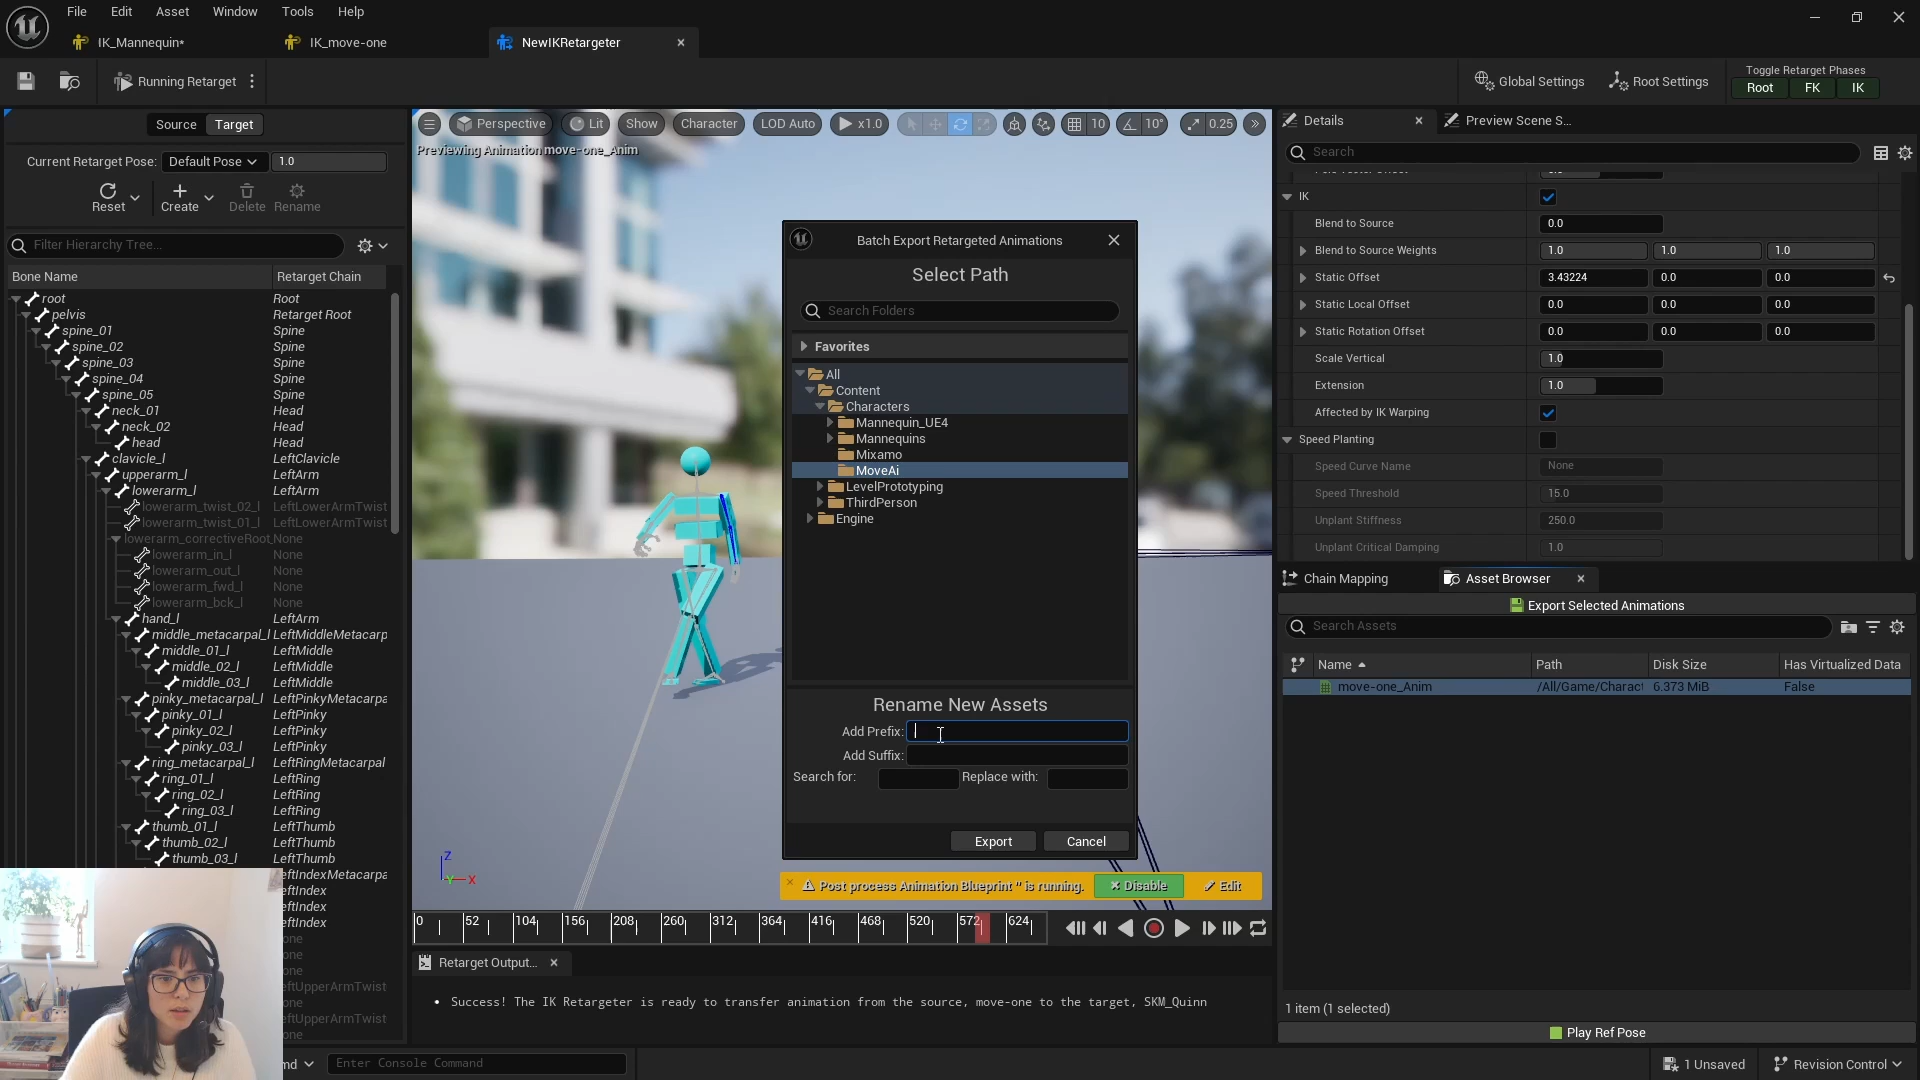 File Edit Asset Window Tools Help
IK_Mannequin* IK_move-one NewIKRetargeter
Running Retarget Global Settings Root Settings Toggle Retarget Phases
Root FK IK
Source Target
Current Retarget Pose: Default Pose 1.0
Reset Create Delete Rename
Filter Hierarchy Tree...
Bone Name Retarget Chain
root Root
pelvis Retarget Root
spine_01 Spine
spine_02 Spine
spine_03 Spine
spine_04 Spine
spine_05 Spine
neck_01 Head
neck_02 Head
head Head
clavicle_l LeftClavicle
upperarm_l LeftArm
lowerarm_l LeftArm
lowerarm_twist_02_l LeftLowerArmTwist
lowerarm_twist_01_l LeftLowerArmTwist
lowerarm_correctiveRoot_ None
lowerarm_in_l None
lowerarm_out_l None
lowerarm_fwd_l None
lowerarm_bck_l None
hand_l LeftArm
middle_metacarpal_l LeftMiddleMetacarp
middle_01_l LeftMiddle
middle_02_l LeftMiddle
middle_03_l LeftMiddle
pinky_metacarpal_l LeftPinkyMetacarpa
pinky_01_l LeftPinky
pinky_02_l LeftPinky
pinky_03_l LeftPinky
ring_metacarpal_l LeftRingMetacarpal
ring_01_l LeftRing
ring_02_l LeftRing
ring_03_l LeftRing
thumb_01_l LeftThumb
thumb_02_l LeftThumb
thumb_03_l LeftThumb
eftIndexMetacarpa
eftIndex
eftIndex
eftIndex
one
one
one
eftUpperArmTwist
one
eftUpperArmTwist
one
md Enter Console Command
Perspective Lit Show Character LOD Auto x1.0 10 10° 0.25
Previewing Animation move-one_Anim
Batch Export Retargeted Animations
Select Path
Search Folders
Favorites
All
Content
Characters
Mannequin_UE4
Mannequins
Mixamo
MoveAi
LevelPrototyping
ThirdPerson
Engine
Rename New Assets
Add Prefix:
Add Suffix:
Search for: Replace with:
Export Cancel
Z
Y X
Post process Animation Blueprint '' is running. Disable Edit
0 52 104 156 208 260 312 364 416 468 520 572 624
Retarget Output...
• Success! The IK Retargeter is ready to transfer animation from the source, move-one to the target, SKM_Quinn
Details Preview Scene S...
Search
IK
Blend to Source 0.0
Blend to Source Weights 1.0 1.0 1.0
Static Offset 3.43224 0.0 0.0
Static Local Offset 0.0 0.0 0.0
Static Rotation Offset 0.0 0.0 0.0
Scale Vertical 1.0
Extension 1.0
Affected by IK Warping
Speed Planting
Speed Curve Name None
Speed Threshold 15.0
Unplant Stiffness 250.0
Unplant Critical Damping 1.0
Chain Mapping Asset Browser
Export Selected Animations
Search Assets
Name Path Disk Size Has Virtualized Data
move-one_Anim /All/Game/Charact 6.373 MiB False
1 item (1 selected)
Play Ref Pose
1 Unsaved Revision Control